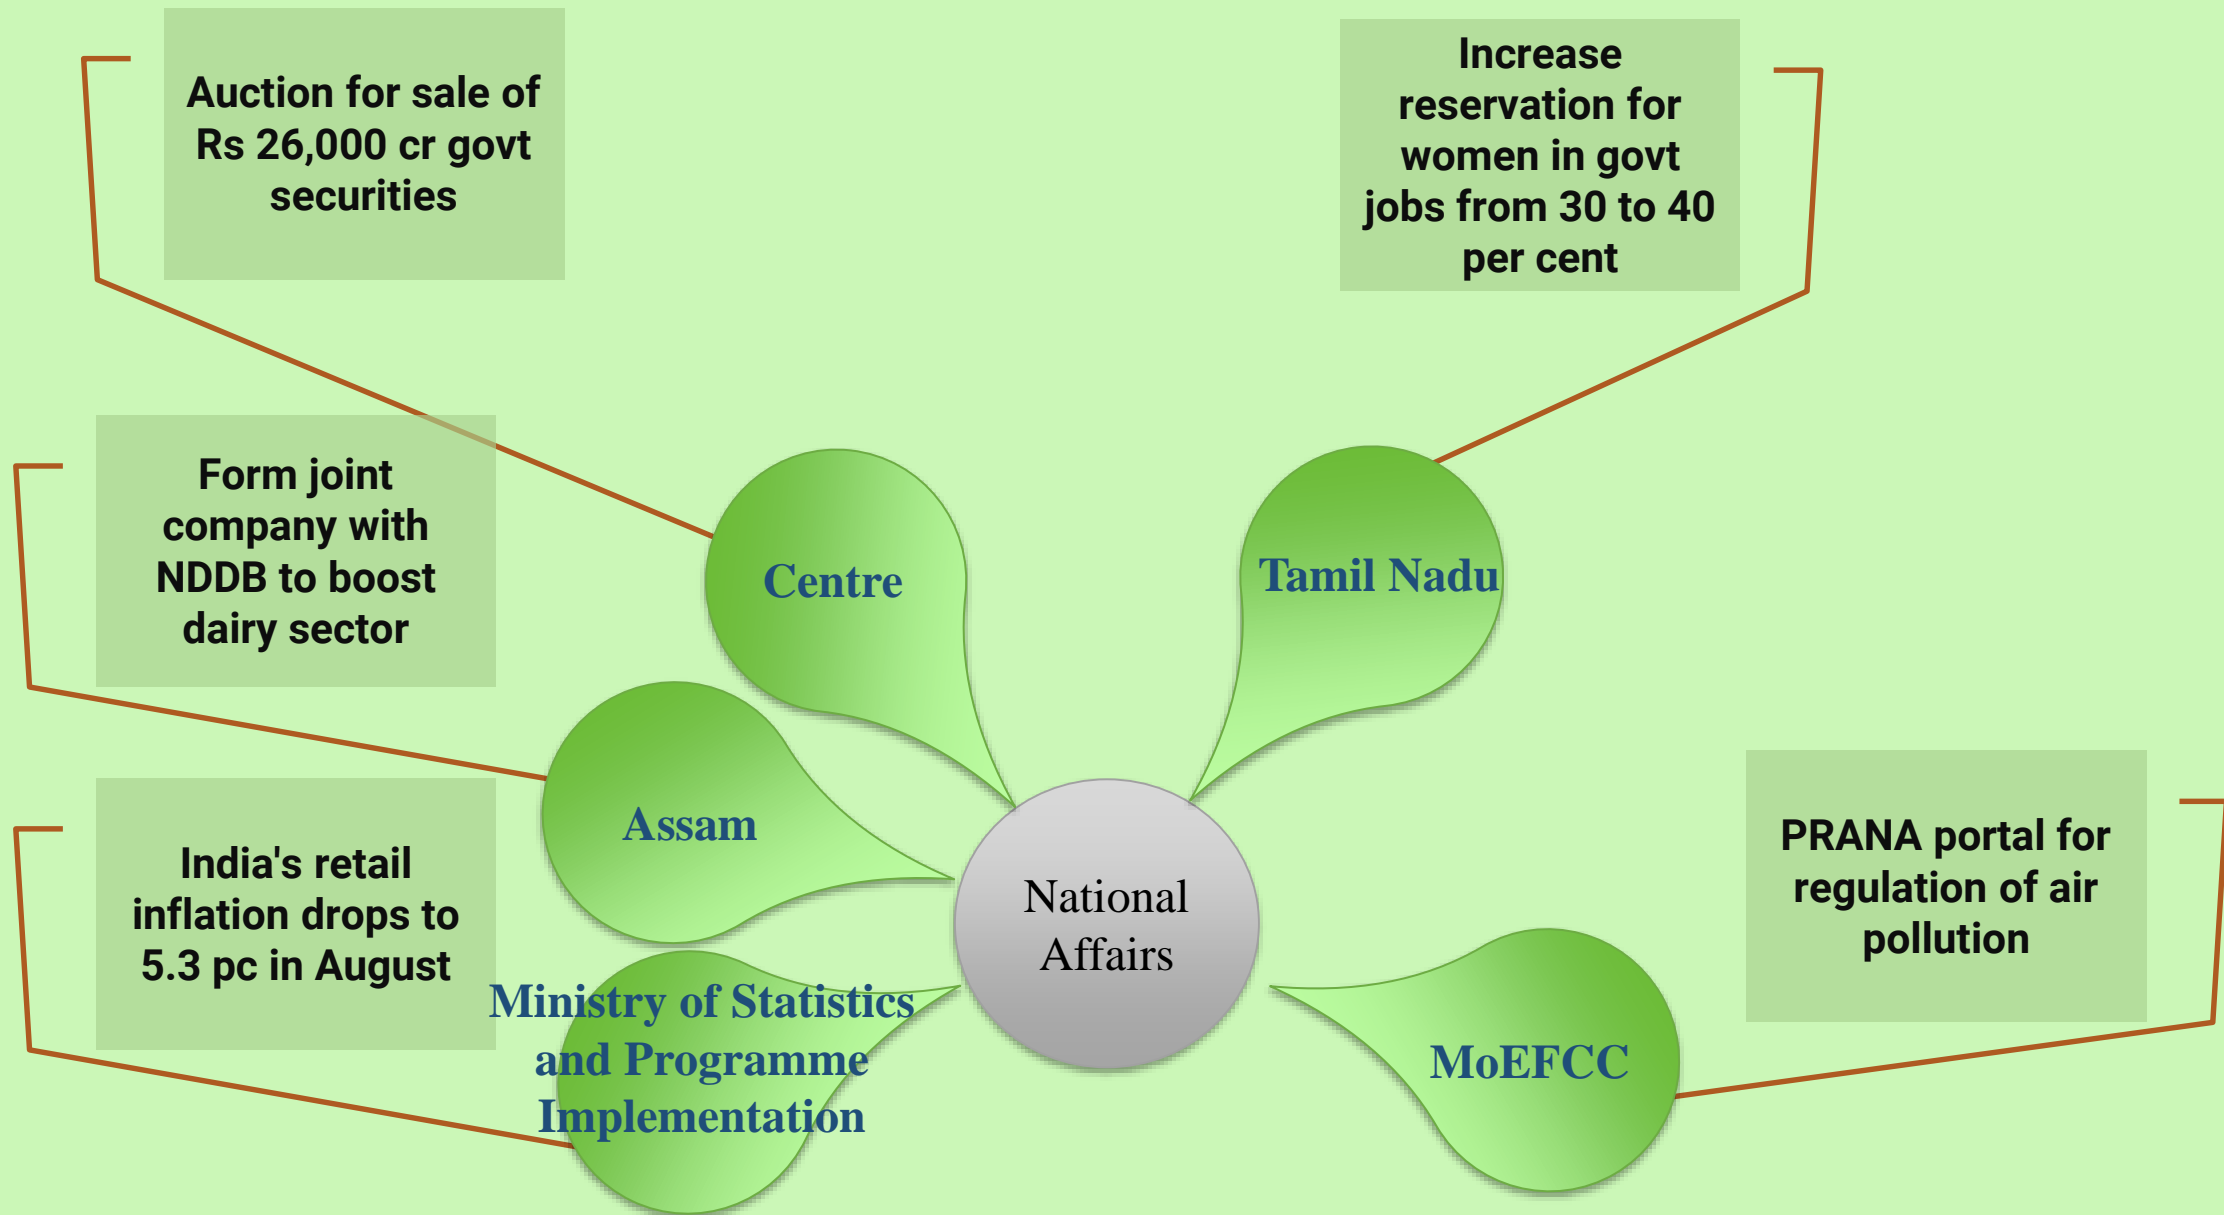 Auction for sale of
Rs 26,000 cr govt
securities
Increase
reservation for
women in govt
jobs from 30 to 40
per cent
Form joint
company with
NDDB to boost
dairy sector
Centre
Tamil Nadu
Assam
India's retail
inflation drops to
5.3 pc in August
National
Affairs
PRANA portal for
regulation of air
pollution
Ministry of Statistics
and Programme
Implementation
MoEFCC